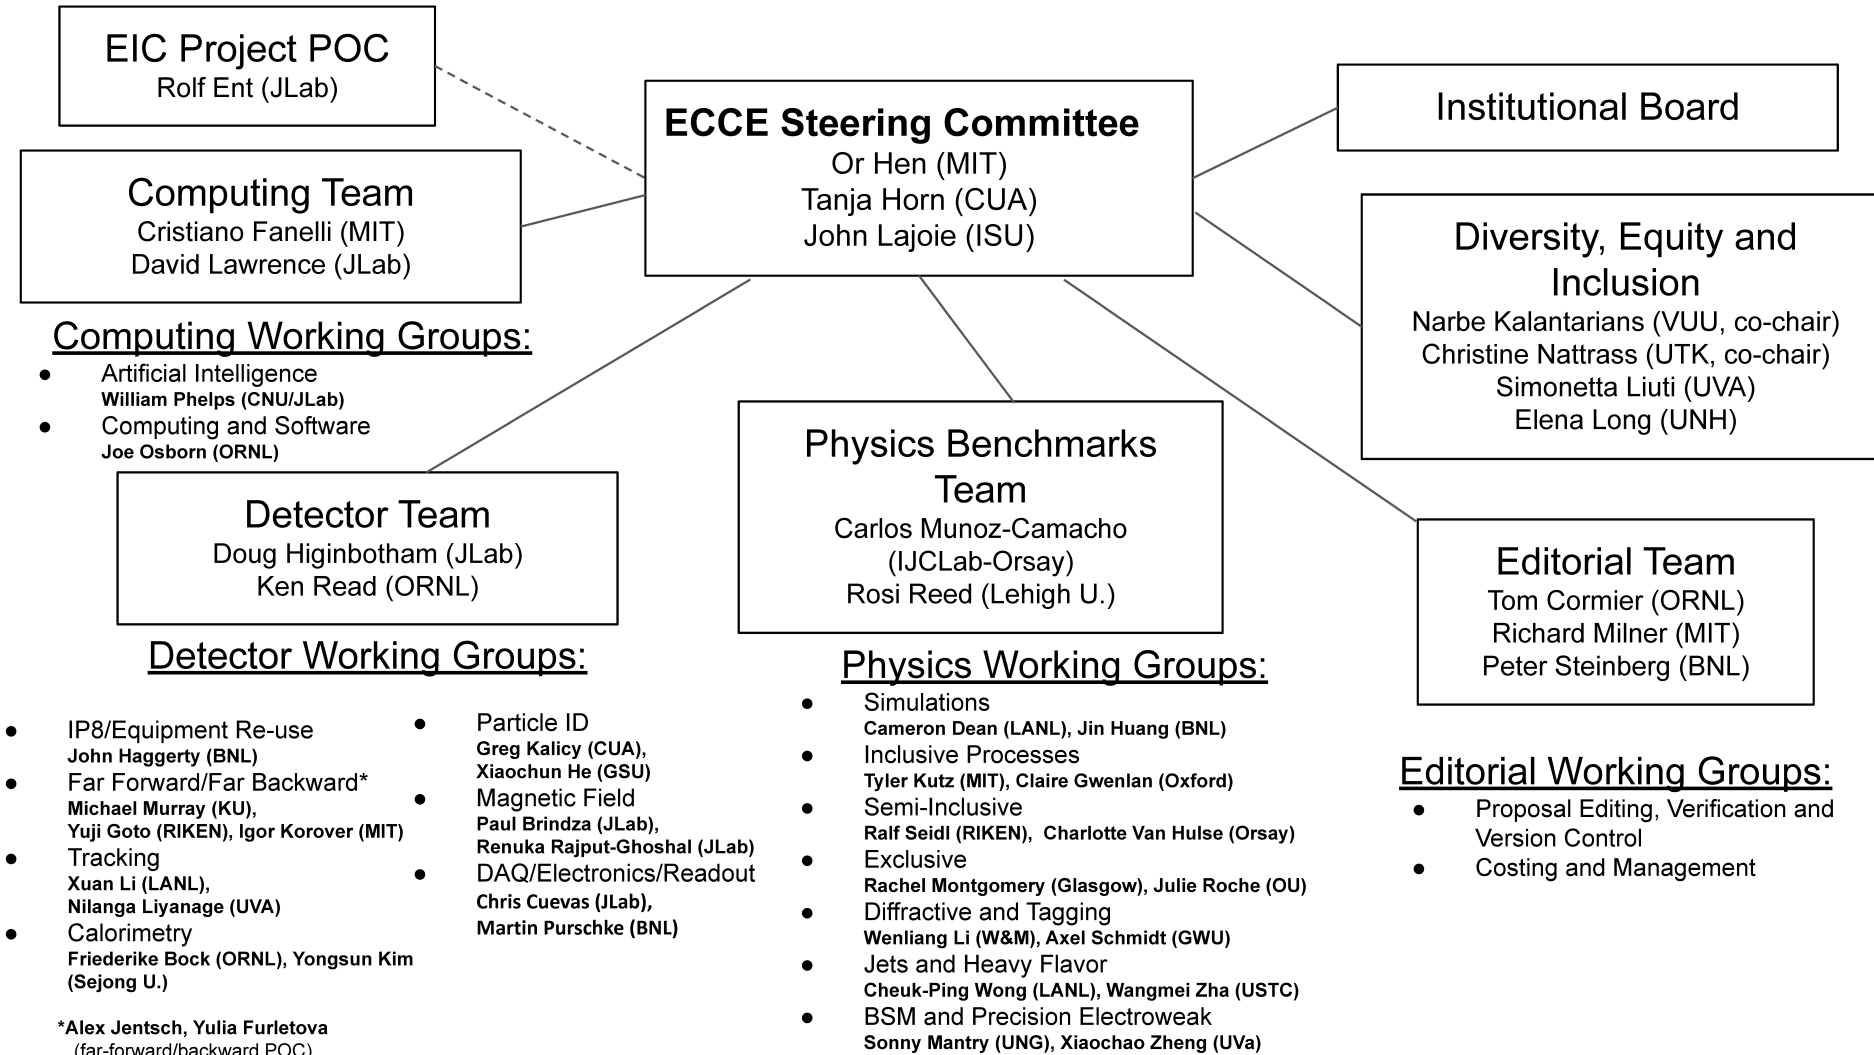 EIC Project POC
Rolf Ent (JLab)
Computing Team
Cristiano Fanelli (MIT)
David Lawrence (JLab)
ECCE Steering Committee
Or Hen (MIT)
Tanja Horn (CUA)
John Lajoie (ISU)
Institutional Board
Diversity, Equity and
Inclusion
Narbe Kalantarians (VUU, co-chair)
Christine Nattrass (UTK, co-chair)
Simonetta Liuti (UVA)
Elena Long (UNH)
Computing Working Groups:
● Artificial Intelligence
William Phelps (CNU/JLab)
● Computing and Software
Joe Osborn (ORNL)
Detector Team
Doug Higinbotham (JLab)
Ken Read (ORNL)
Detector Working Groups:
● IP8/Equipment Re-use
John Haggerty (BNL)
● Far Forward/Far Backward*
Michael Murray (KU),
Yuji Goto (RIKEN), Igor Korover (MIT)
● Tracking
Xuan Li (LANL),
Nilanga Liyanage (UVA)
● Calorimetry
Friederike Bock (ORNL), Yongsun Kim
(Sejong U.)
*Alex Jentsch, Yulia Furletova
(far-forward/backward POC)
● Particle ID
Greg Kalicy (CUA),
Xiaochun He (GSU)
● Magnetic Field
Paul Brindza (JLab),
Renuka Rajput-Ghoshal (JLab)
● DAQ/Electronics/Readout
Chris Cuevas (JLab),
Martin Purschke (BNL)
Physics Benchmarks
Team
Carlos Munoz-Camacho
(IJCLab-Orsay)
Rosi Reed (Lehigh U.)
Physics Working Groups:
● Simulations
Cameron Dean (LANL), Jin Huang (BNL)
● Inclusive Processes
Tyler Kutz (MIT), Claire Gwenlan (Oxford)
● Semi-Inclusive
Ralf Seidl (RIKEN), Charlotte Van Hulse (Orsay)
● Exclusive
Rachel Montgomery (Glasgow), Julie Roche (OU)
● Diffractive and Tagging
Wenliang Li (W&M), Axel Schmidt (GWU)
● Jets and Heavy Flavor
Cheuk-Ping Wong (LANL), Wangmei Zha (USTC)
● BSM and Precision Electroweak
Sonny Mantry (UNG), Xiaochao Zheng (UVa)
Editorial Team
Tom Cormier (ORNL)
Richard Milner (MIT)
Peter Steinberg (BNL)
Editorial Working Groups:
● Proposal Editing, Verification and
Version Control
● Costing and Management